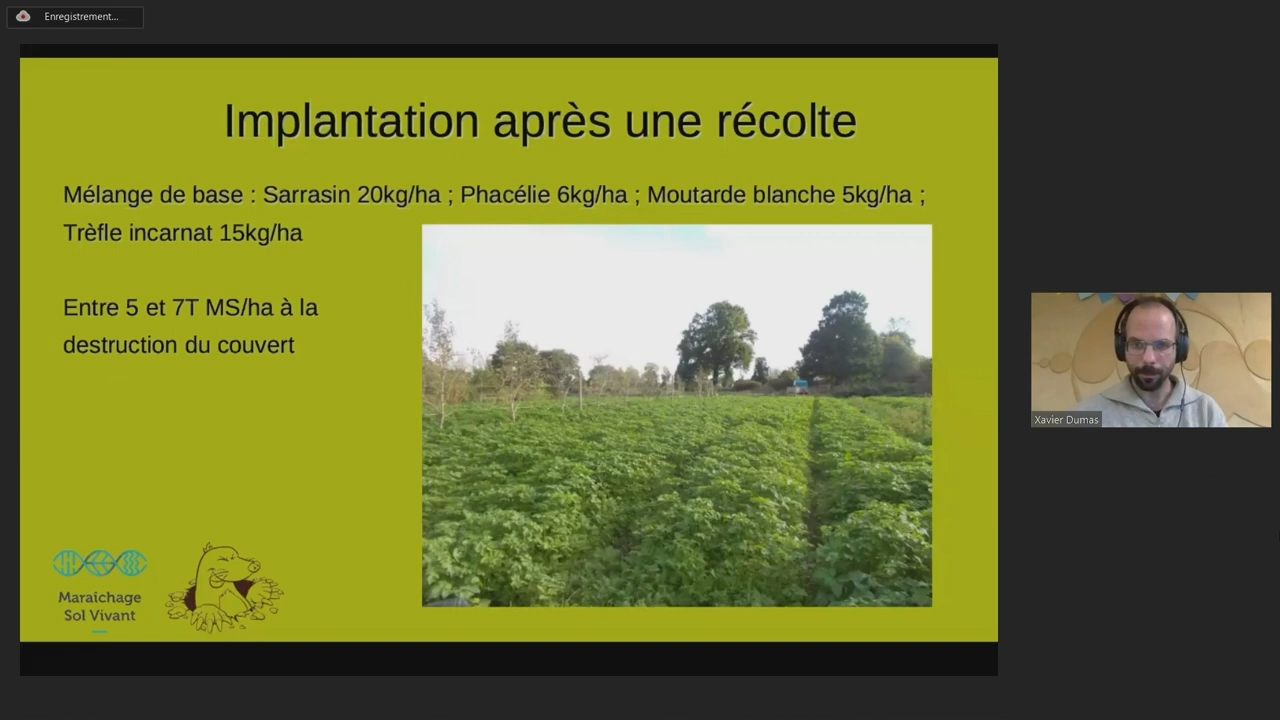 Enregistrement...
Implantation après une récolte
Mélange de base : Sarrasin 20kg/ha ; Phacélie 6kg/ha ; Moutarde blanche 5kg/ha ;
Trèfle incarnat 15kg/ha
Entre 5 et 7T MS/ha à la
destruction du couvert
Maraîchage
Sol Vivant
Xavier Dumas